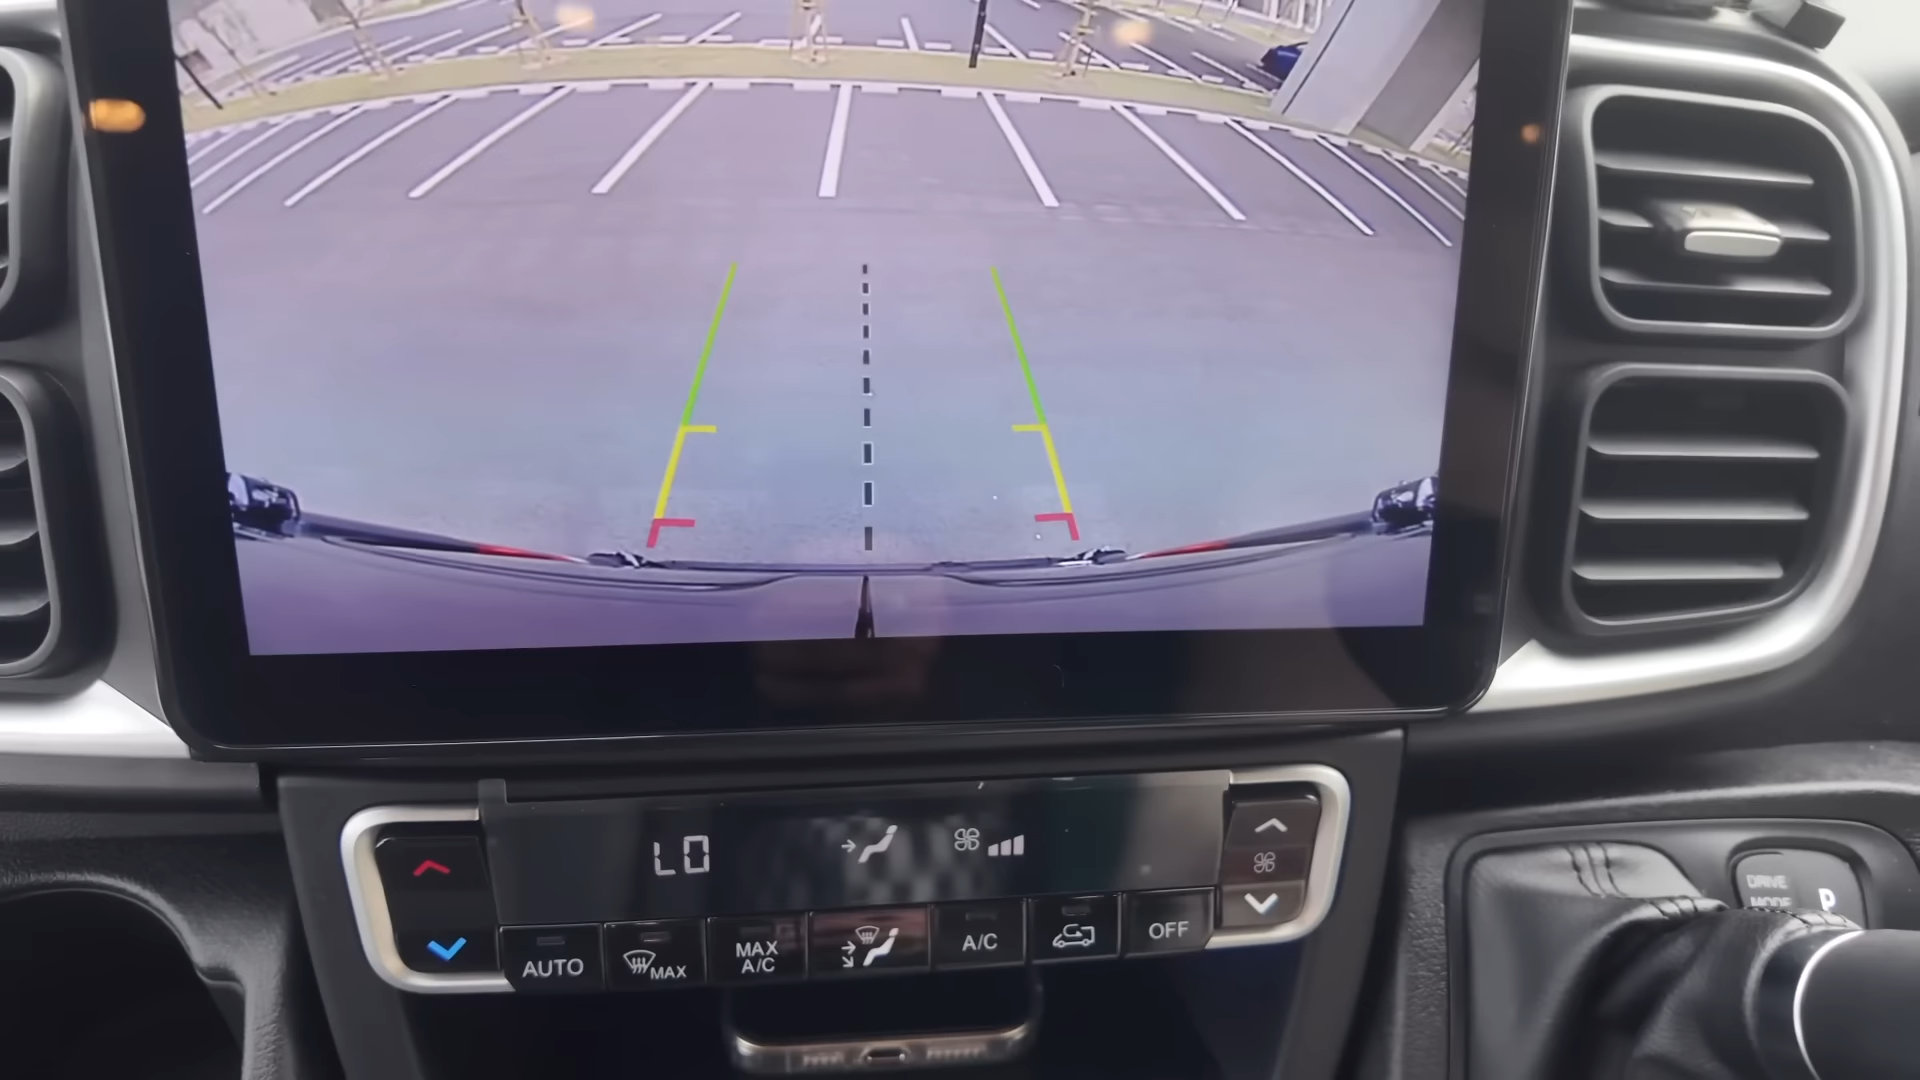 LO
AUTO
MAX
MAX
A/C
A/C
OFF
DRIVE
MODE
P